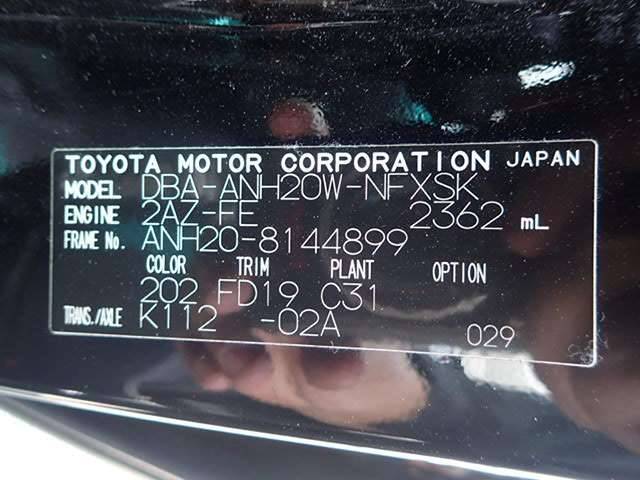 TOYOTA MOTOR CORPORATION JAPAN
MODEL DBA-ANH20W-NFXSK
ENGINE 2AZ-FE 2362 mL
FRAME No. ANH20-8144899
COLOR TRIM PLANT OPTION
202 FD19 C31
TRANS./AXLE K112 -02A 029